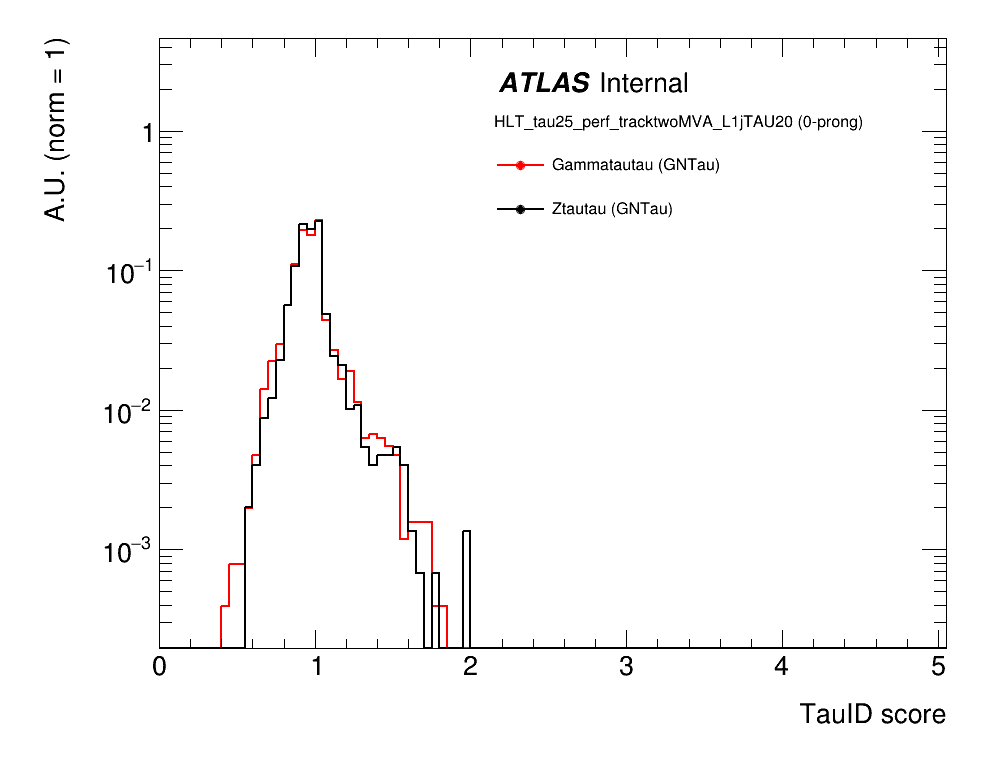 A.U. (norm = 1)
ATLAS Internal
HLT_tau25_perf_tracktwoMVA_L1jTAU20 (0-prong)
Gammatautau (GNTau)
Ztautau (GNTau)
1
10⁻¹
10⁻²
10⁻³
0 1 2 3 4 5
TauID score